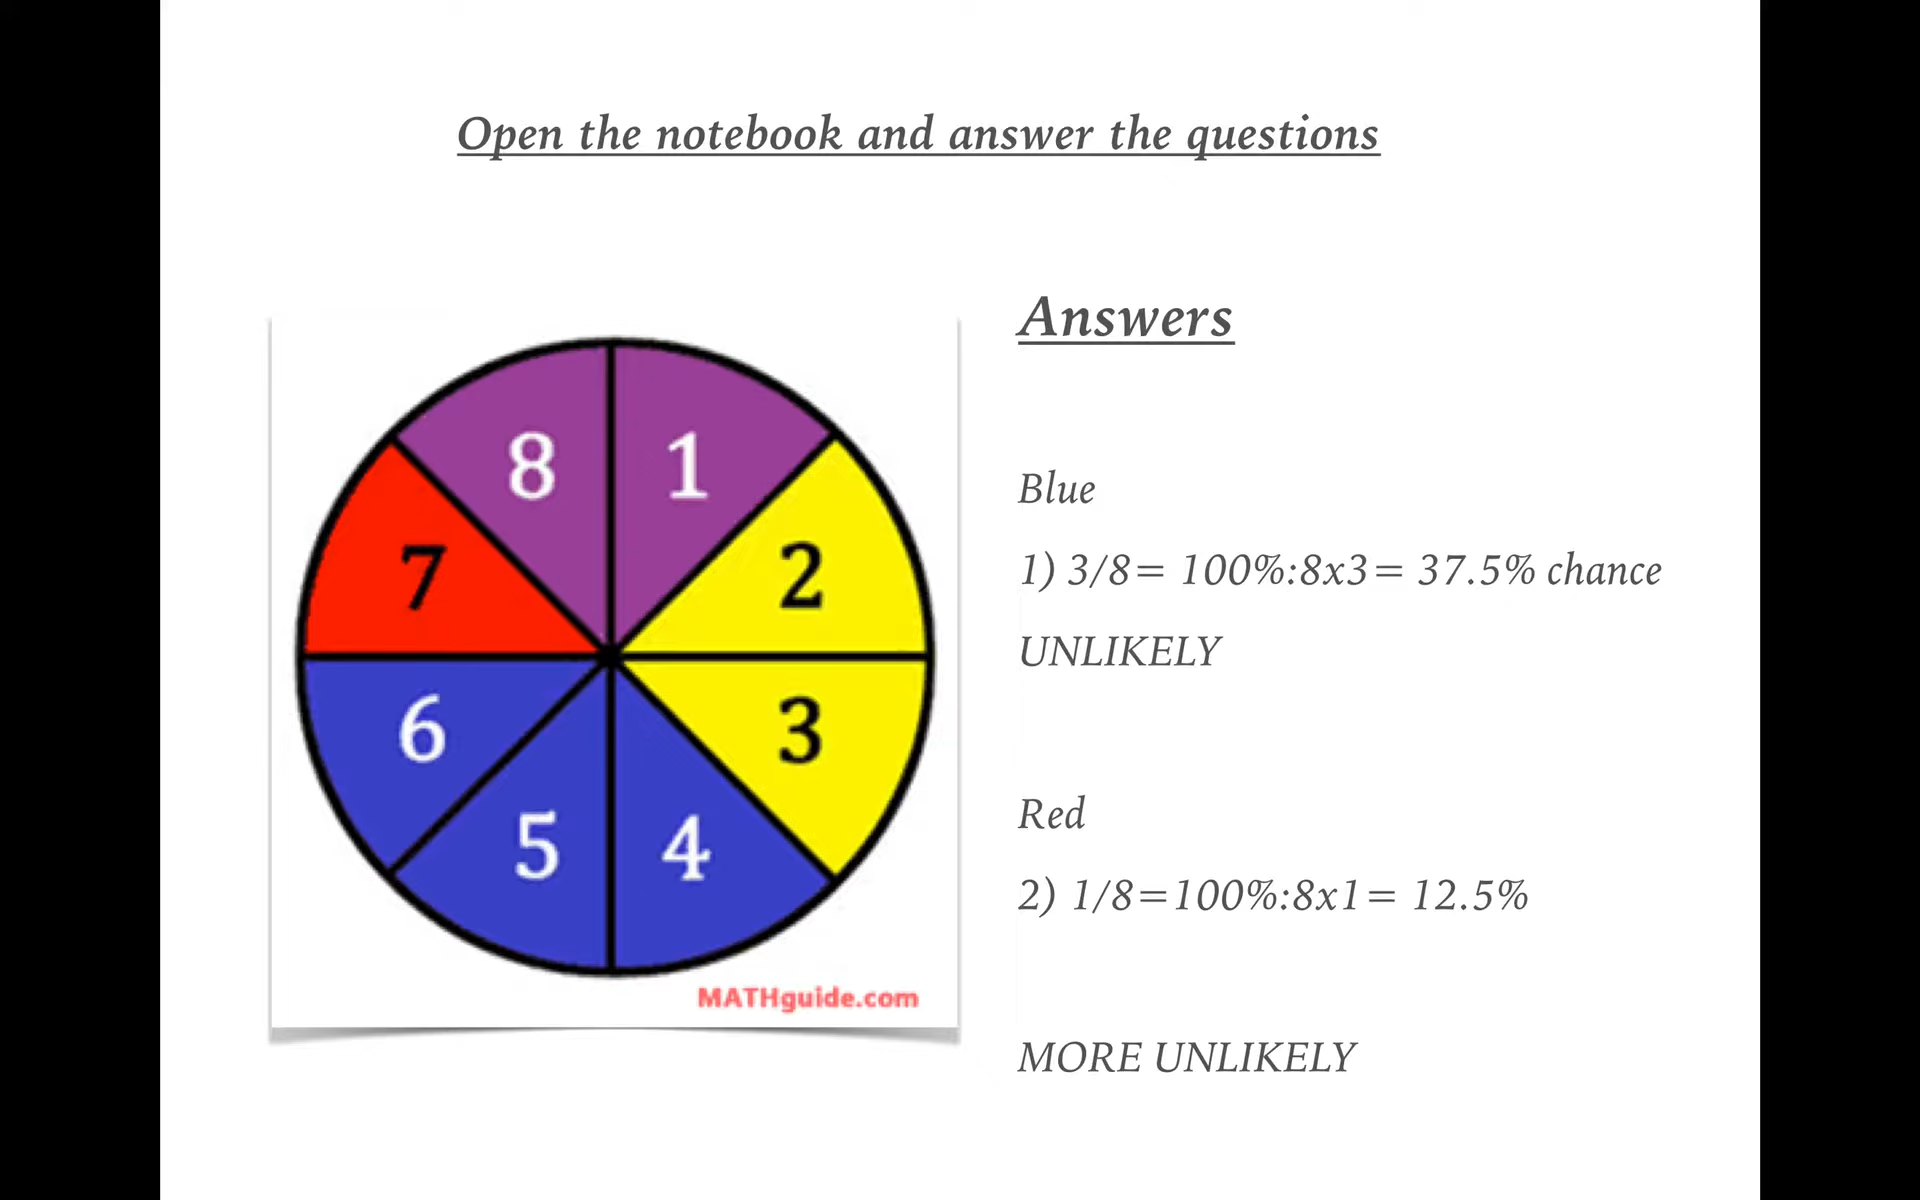 Open the notebook and answer the questions
8 1
7 2
6 3
5 4
MATHguide.com
Answers
Blue
1) 3/8= 100%:8x3= 37.5% chance
UNLIKELY
Red
2) 1/8=100%:8x1= 12.5%
MORE UNLIKELY